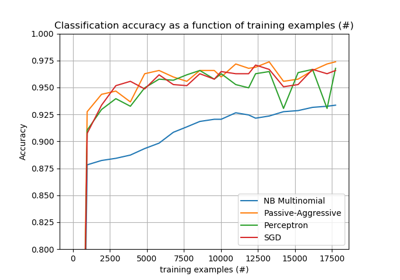 Classification accuracy as a function of training examples (#)
1.000
0.975
0.950
0.925
0.900
0.875
0.850
0.825
0.800
Accuracy
NB Multinomial
Passive-Aggressive
Perceptron
SGD
0 2500 5000 7500 10000 12500 15000 17500
training examples (#)